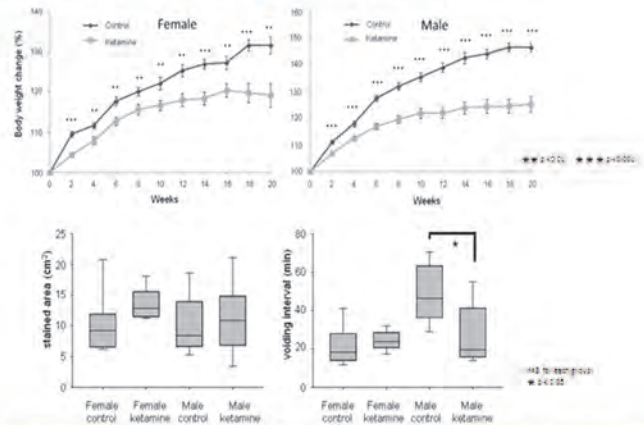 Female
Control
Ketamine
Body weight change (%)
140
130
120
110
100
0 2 4 6 8 10 12 14 16 18 20
Weeks
*** ** ** ** ** ** ** *** ** *** **
Male
Control
Ketamine
160
150
140
130
120
110
100
0 2 4 6 8 10 12 14 16 18 20
Weeks
*** *** *** *** *** *** *** *** *** ***
stained area (cm²)
25
20
15
10
5
0
Female control
Female ketamine
Male control
Male ketamine
voiding interval (min)
80
60
40
20
0
*
Female control
Female ketamine
Male control
Male ketamine